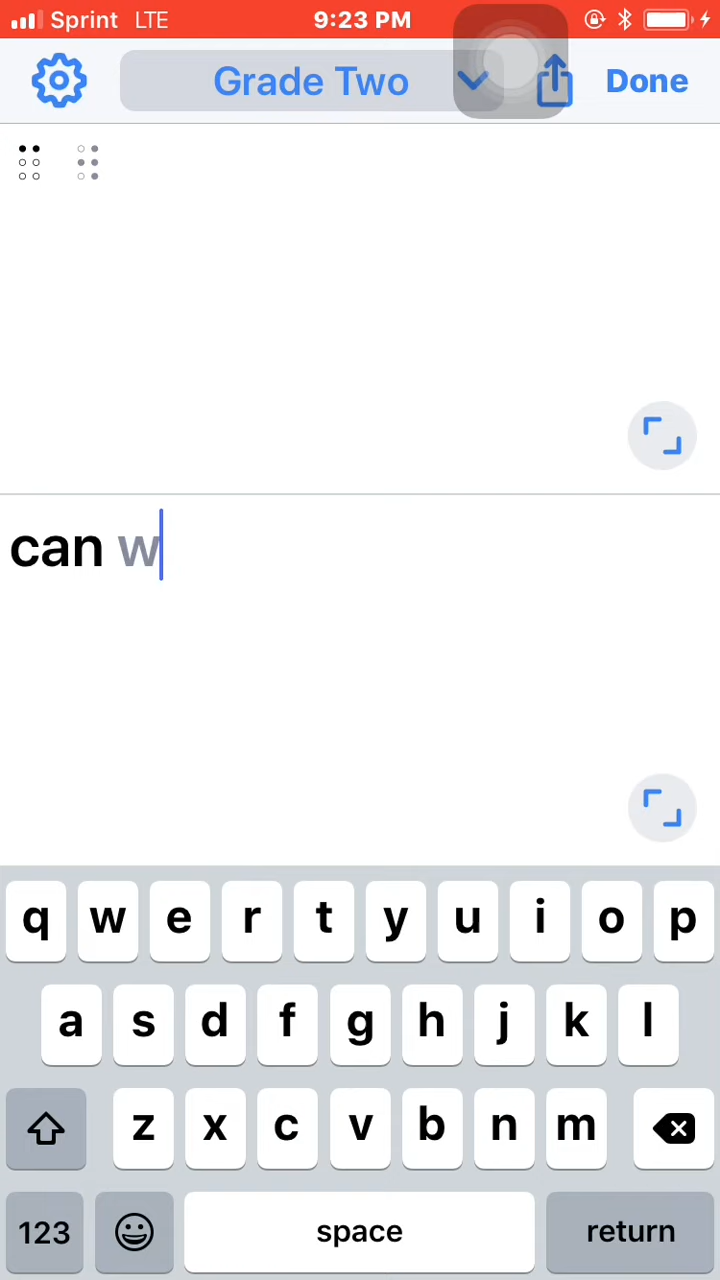 Sprint LTE 9:23 PM
Grade Two Done
⠉ ⠺
can w
q w e r t y u i o p
a s d f g h j k l
z x c v b n m
123 space return